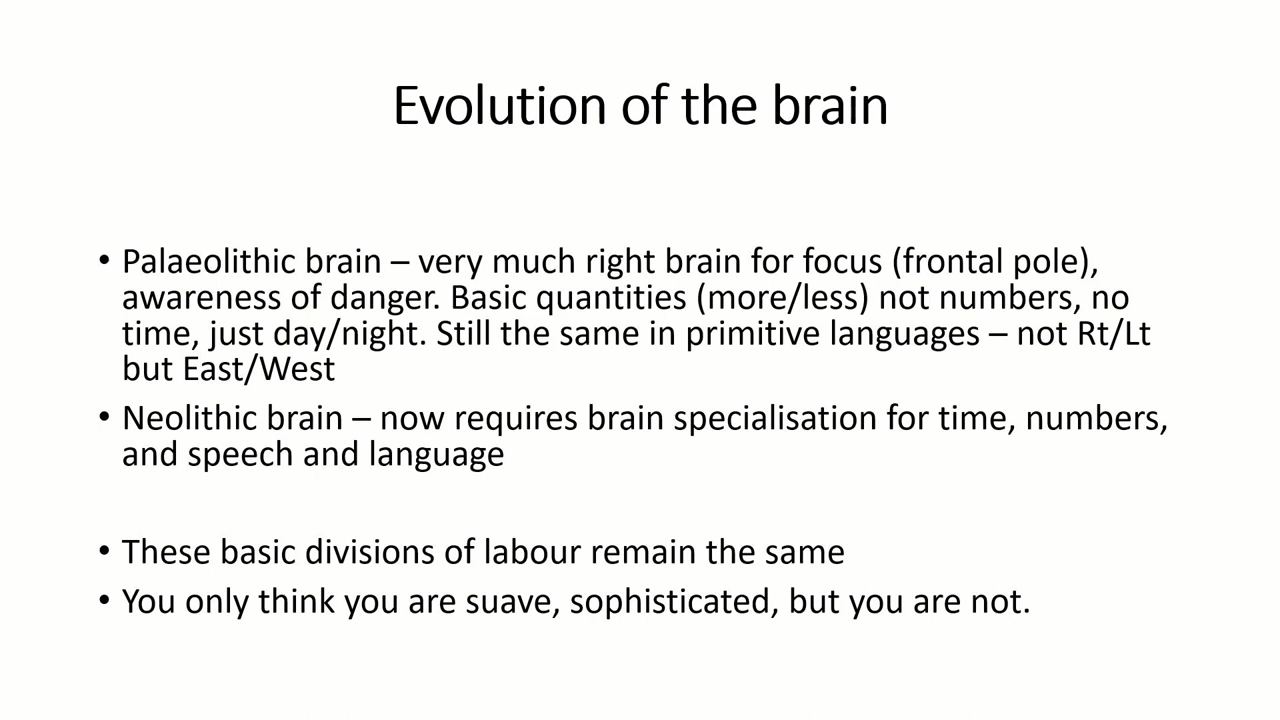 Evolution of the brain
• Palaeolithic brain – very much right brain for focus (frontal pole),
awareness of danger. Basic quantities (more/less) not numbers, no
time, just day/night. Still the same in primitive languages – not Rt/Lt
but East/West
• Neolithic brain – now requires brain specialisation for time, numbers,
and speech and language
• These basic divisions of labour remain the same
• You only think you are suave, sophisticated, but you are not.